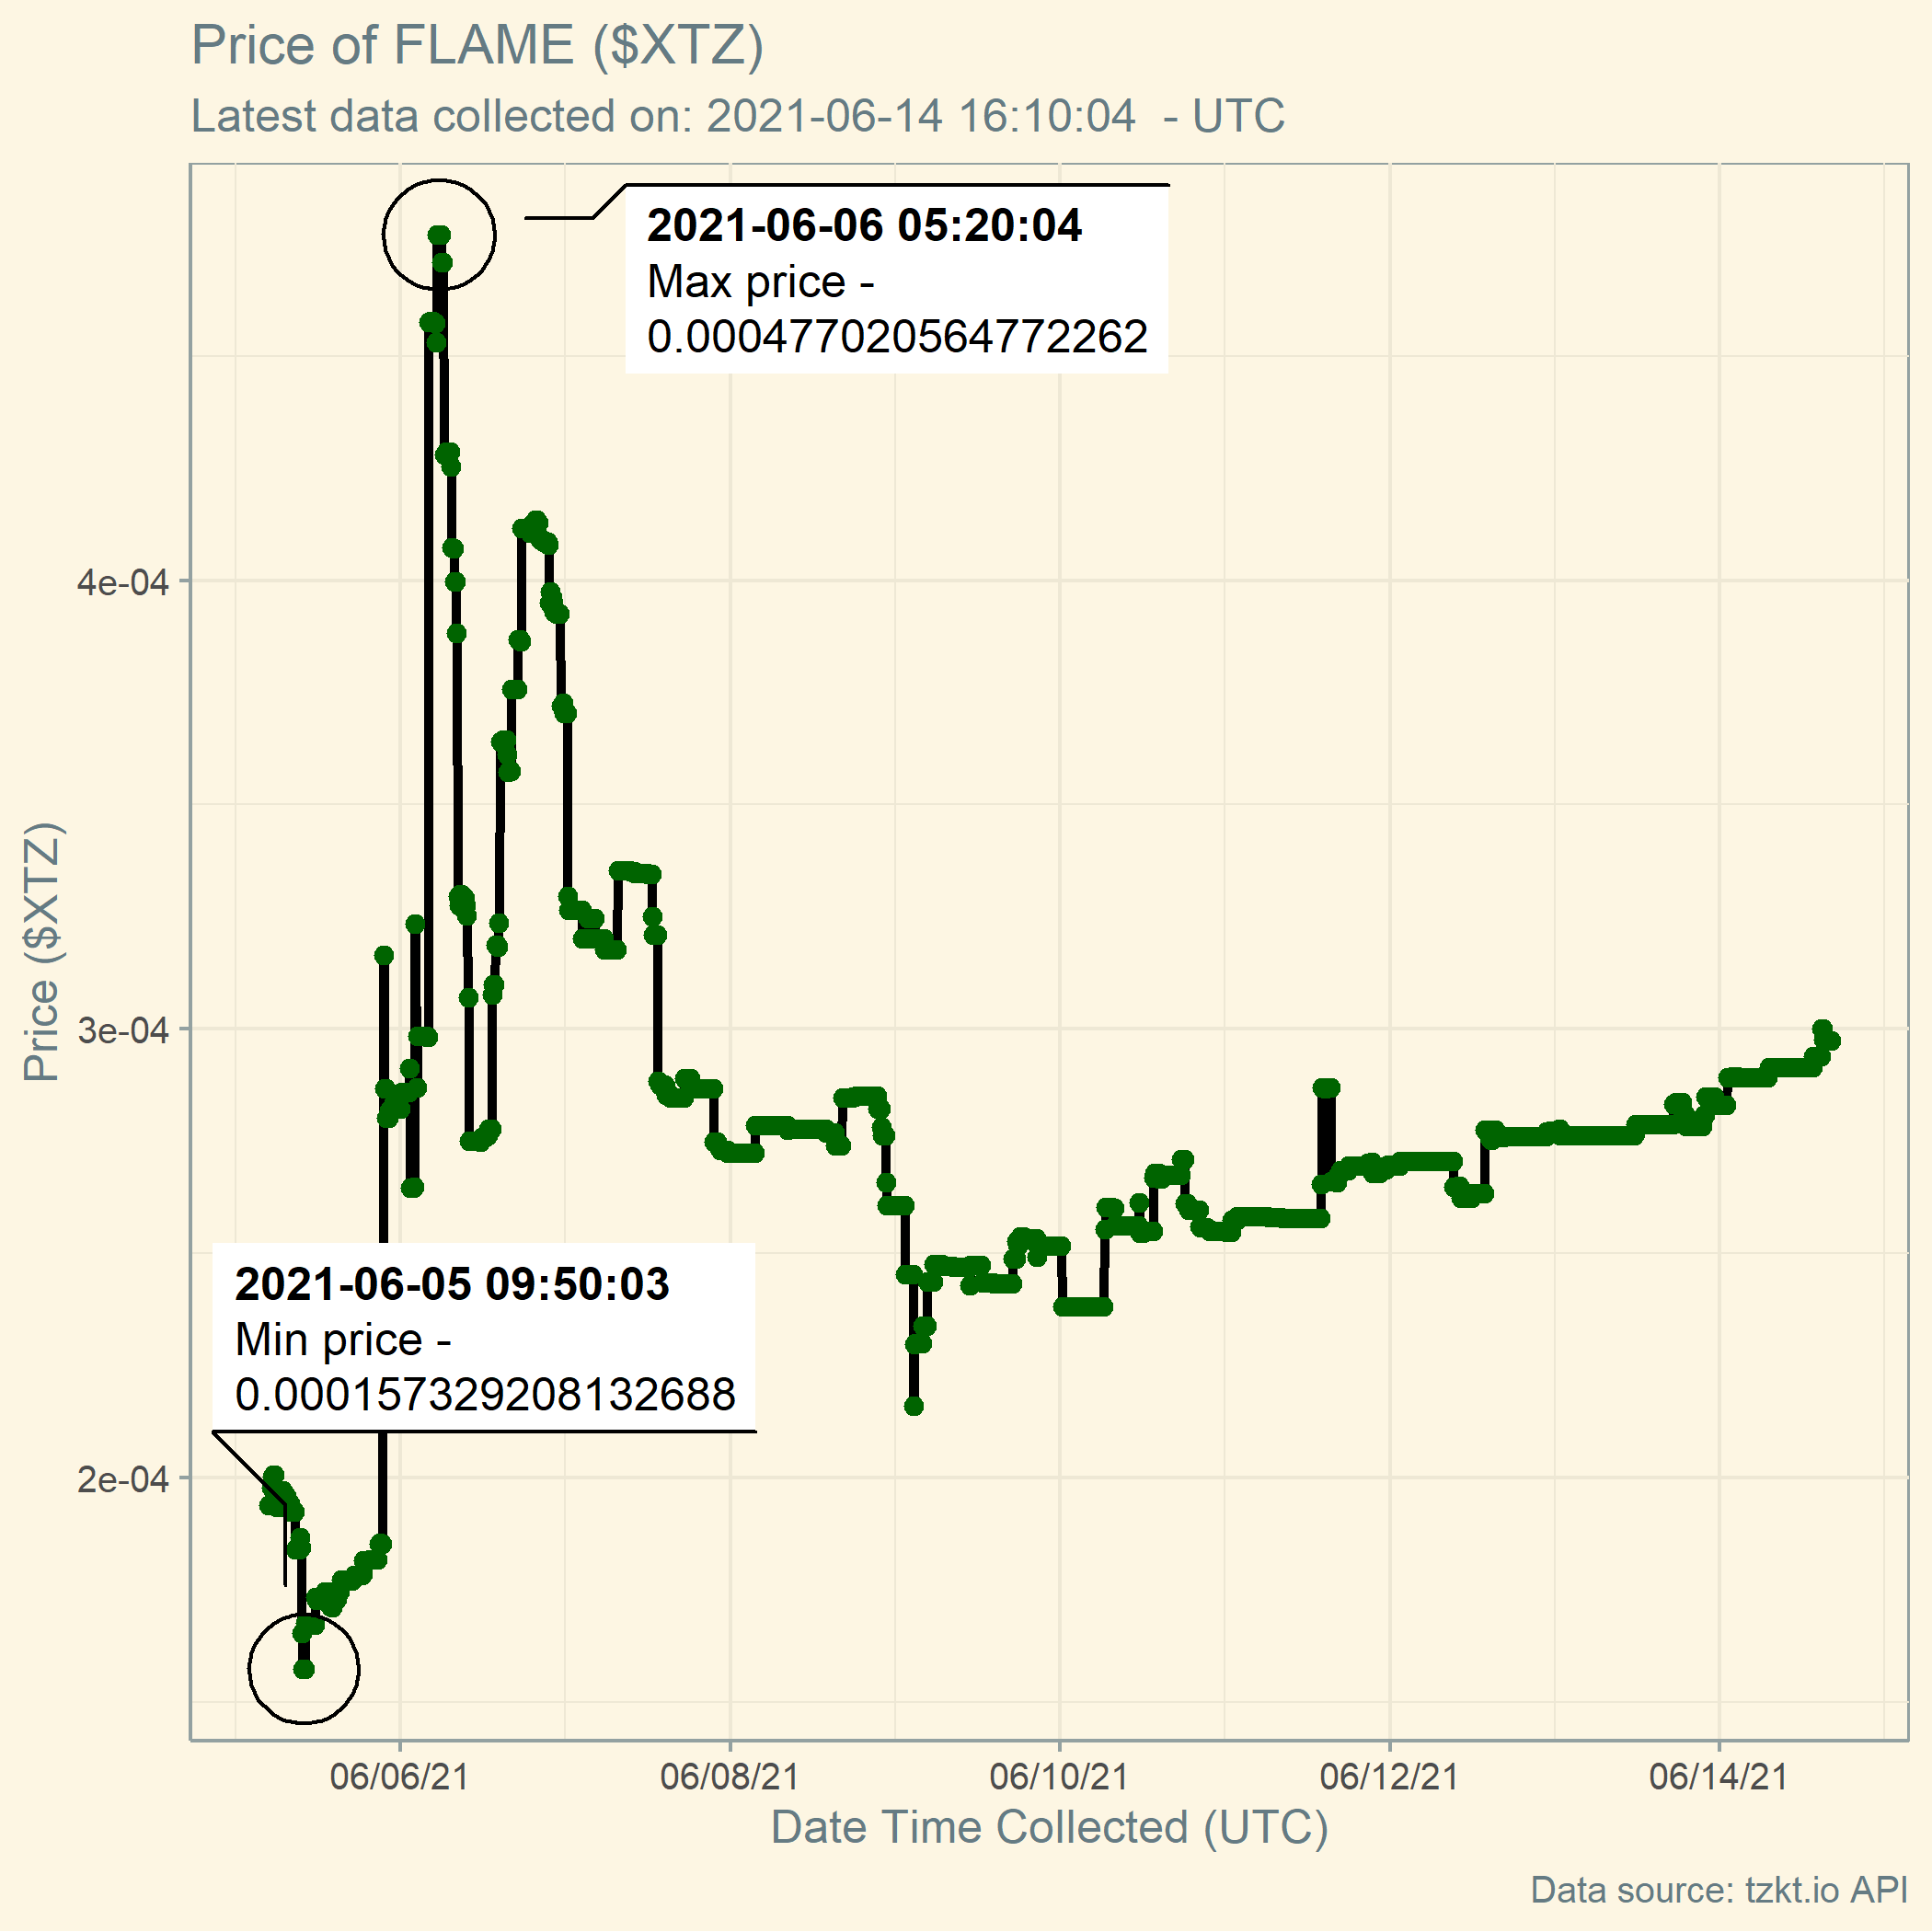 Price of FLAME ($XTZ)
Latest data collected on: 2021-06-14 16:10:04  - UTC
2021-06-06 05:20:04
Max price -
0.000477020564772262
4e-04
Price ($XTZ)
3e-04
2021-06-05 09:50:03
Min price -
0.000157329208132688
2e-04
06/06/21
06/08/21
06/10/21
06/12/21
06/14/21
Date Time Collected (UTC)
Data source: tzkt.io API